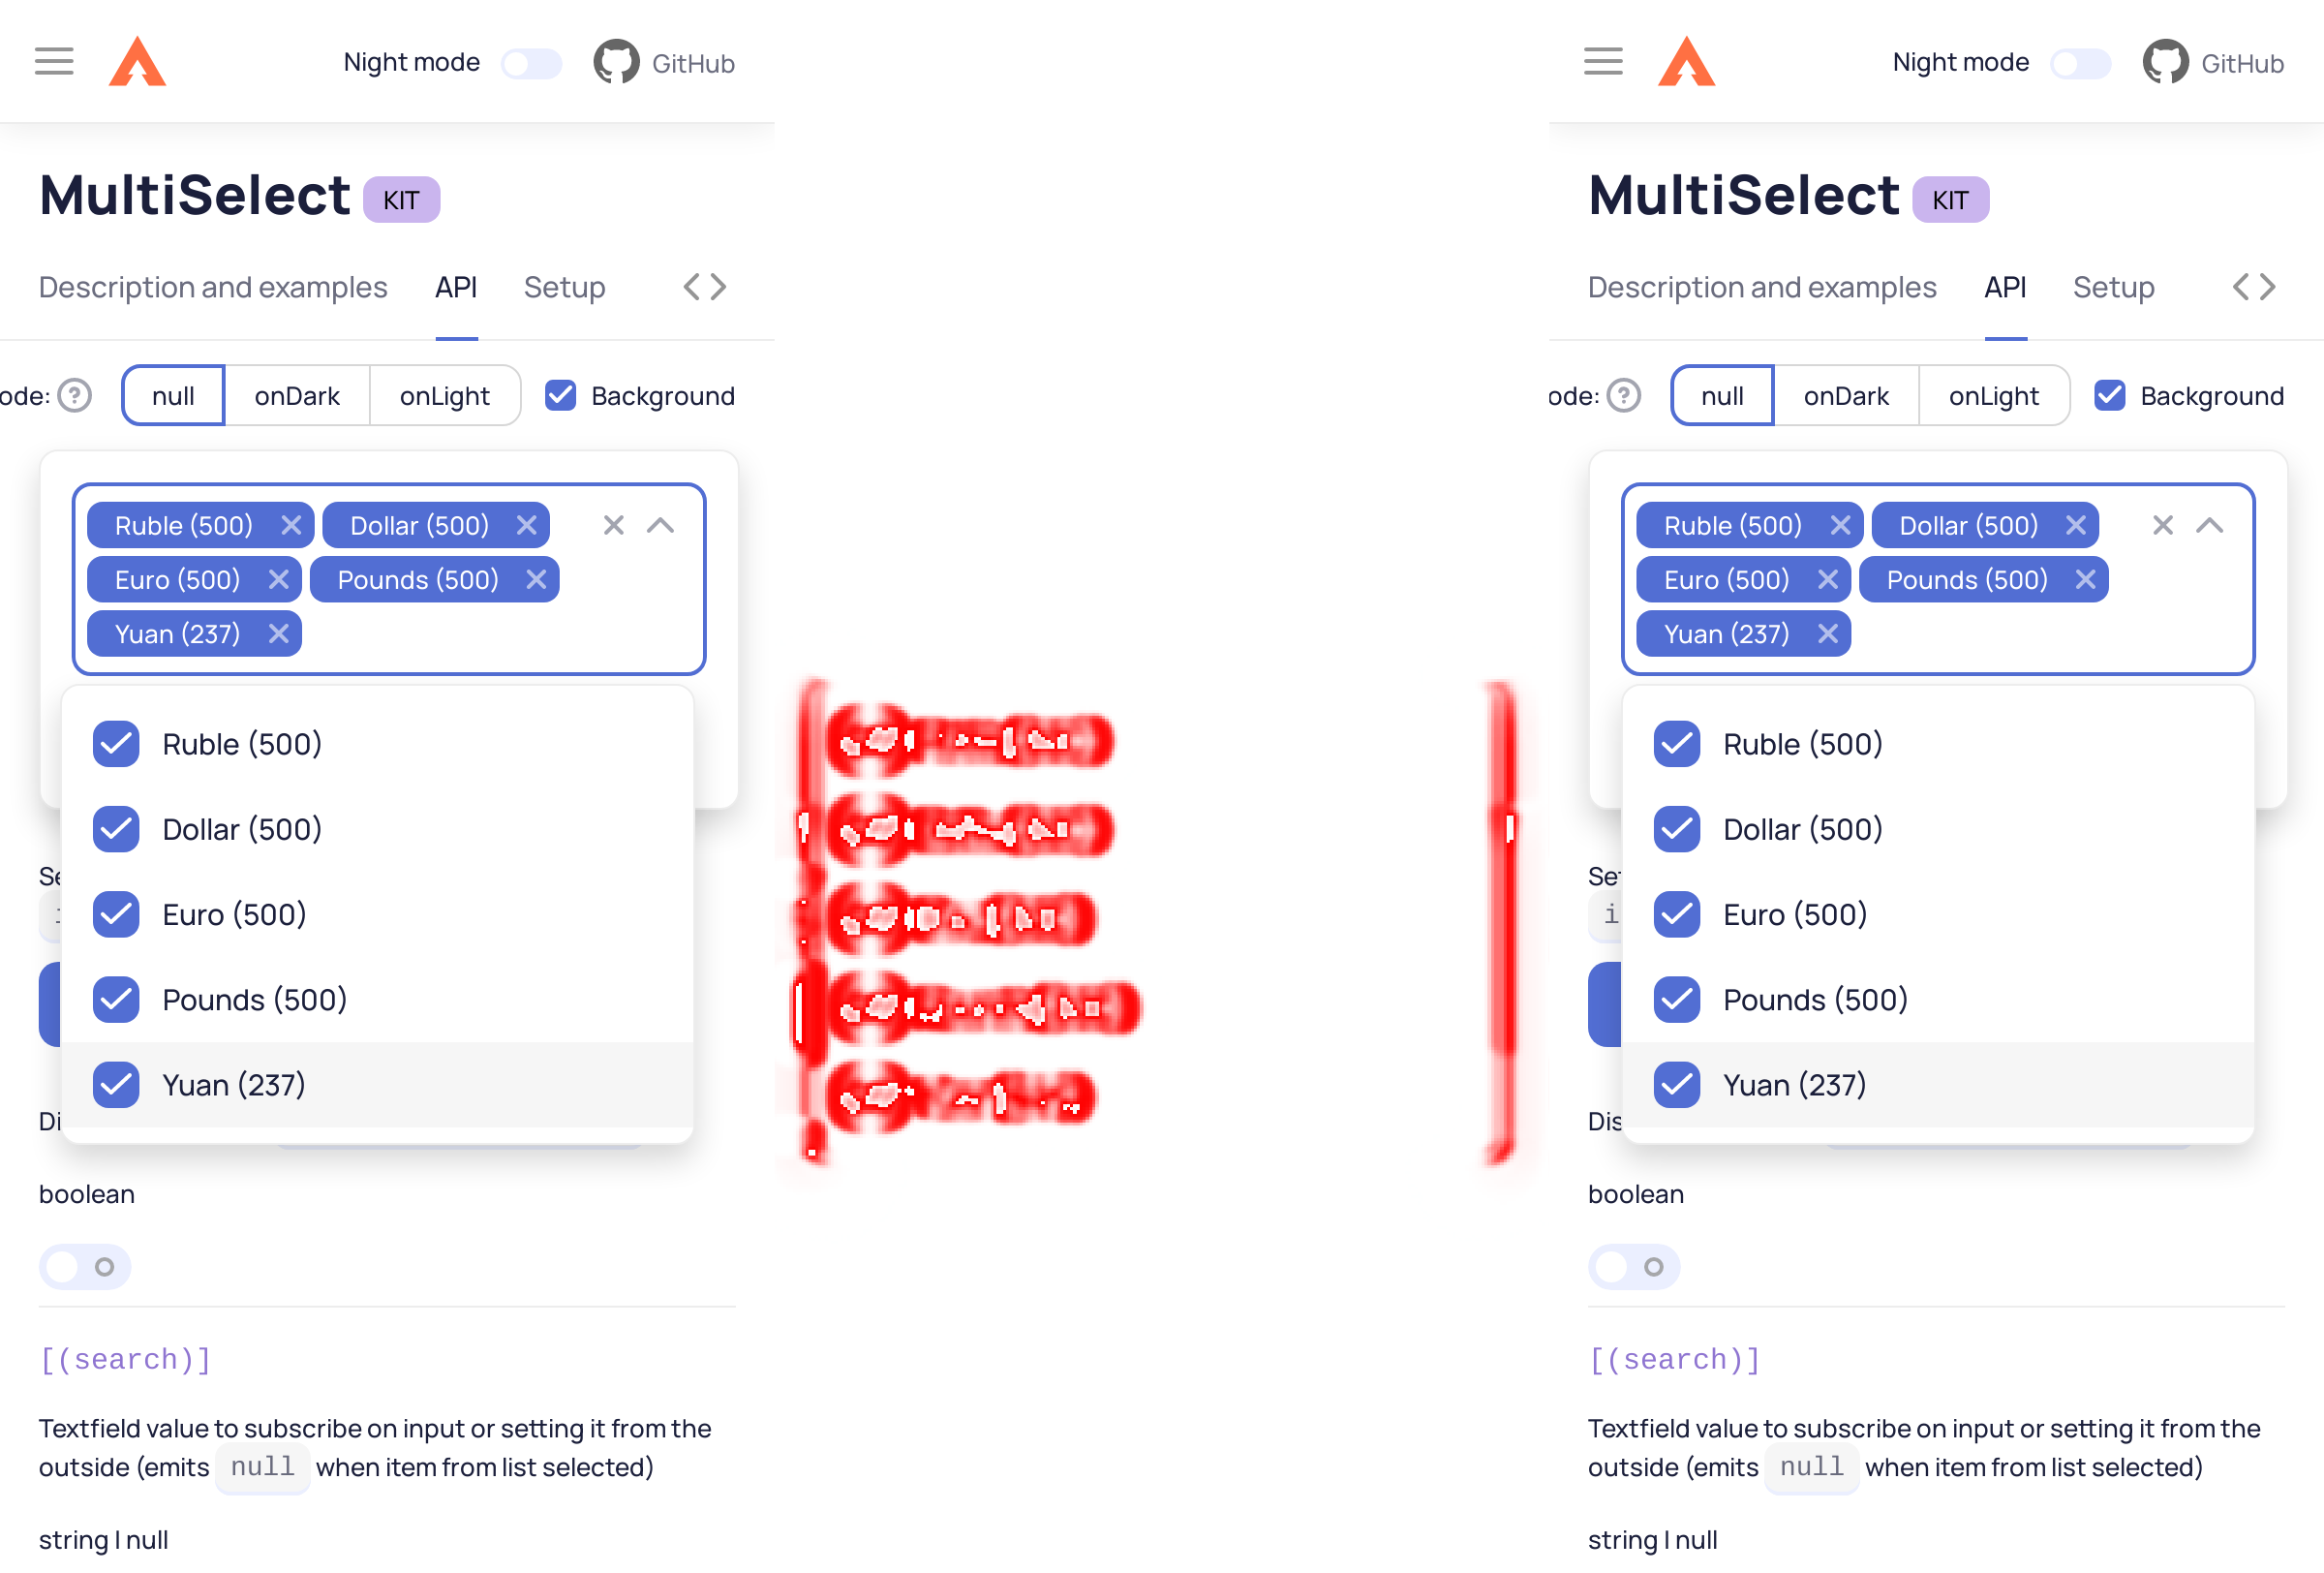 Night mode GitHub
MultiSelect KIT
Description and examples API Setup
ode: null onDark onLight Background
Ruble (500) Dollar (500)
Euro (500) Pounds (500)
Yuan (237)
Ruble (500)
Dollar (500)
Se
Euro (500)
Pounds (500)
Yuan (237)
Di
boolean
[(search)]
Textfield value to subscribe on input or setting it from the
outside (emits null when item from list selected)
string | null
Night mode GitHub
MultiSelect KIT
Description and examples API Setup
ode: null onDark onLight Background
Ruble (500) Dollar (500)
Euro (500) Pounds (500)
Yuan (237)
Ruble (500)
Dollar (500)
Se
i
Euro (500)
Pounds (500)
Yuan (237)
Dis
boolean
[(search)]
Textfield value to subscribe on input or setting it from the
outside (emits null when item from list selected)
string | null